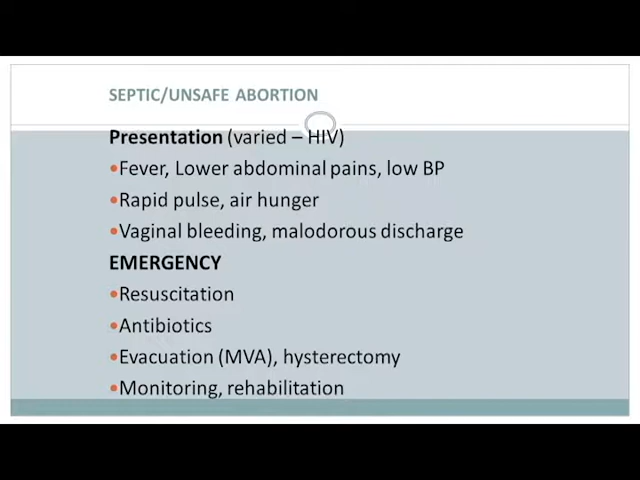 SEPTIC/UNSAFE ABORTION
Presentation (varied – HIV)
•Fever, Lower abdominal pains, low BP
•Rapid pulse, air hunger
•Vaginal bleeding, malodorous discharge
EMERGENCY
•Resuscitation
•Antibiotics
•Evacuation (MVA), hysterectomy
•Monitoring, rehabilitation